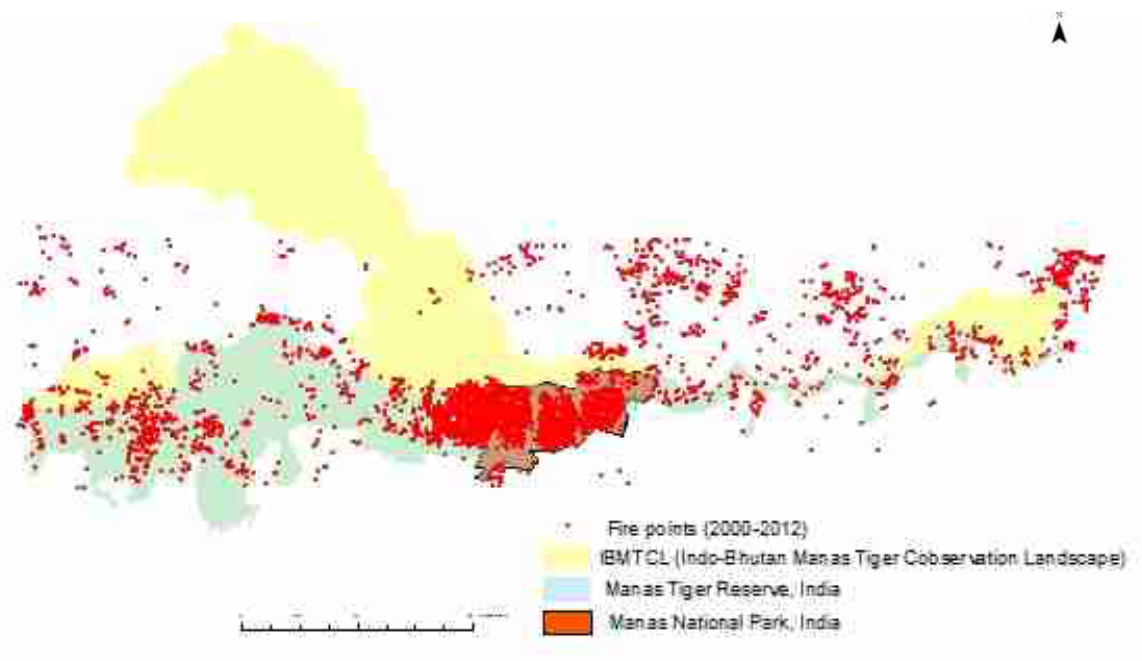 N
Fire points (2000-2012)
IBMTCL (Indo-Bhutan Manas Tiger Cobservation Landscape)
Manas Tiger Reserve, India
Manas National Park, India